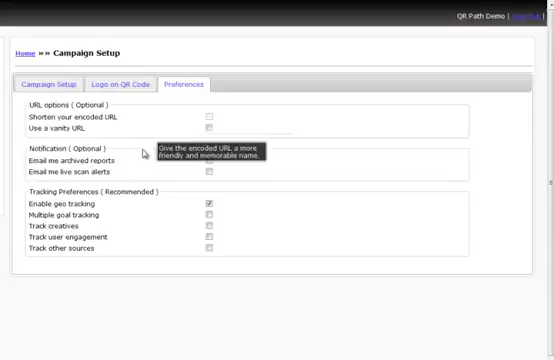 QR Path Demo |
Home »» Campaign Setup
Campaign Setup
Logo on QR Code
Preferences
URL options ( Optional )
Shorten your encoded URL
Use a vanity URL
Give the encoded URL a more
friendly and memorable name.
Notification ( Optional )
Email me archived reports
Email me live scan alerts
Tracking Preferences ( Recommended )
Enable geo tracking
Multiple goal tracking
Track creatives
Track user engagement
Track other sources